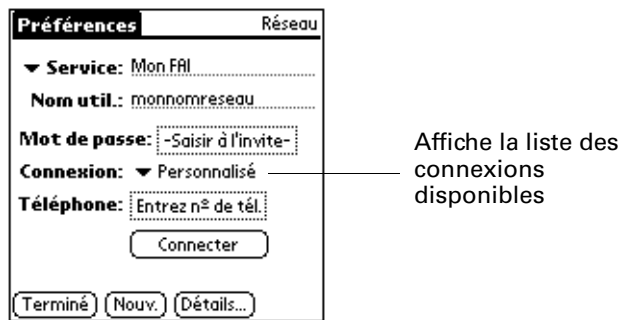 Préférences Réseau
Service: Mon FAI
Nom util.: monnomreseau
Mot de passe: -Saisir à l'invite-
Connexion: Personnalisé
Téléphone: Entrez nº de tél.
Connecter
Terminé Nouv. Détails...
Affiche la liste des
connexions
disponibles